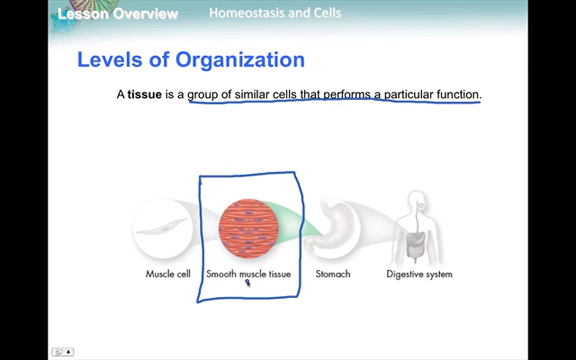 Lesson Overview Homeostasis and Cells
Levels of Organization
A tissue is a group of similar cells that performs a particular function.
Muscle cell Smooth muscle tissue Stomach Digestive system